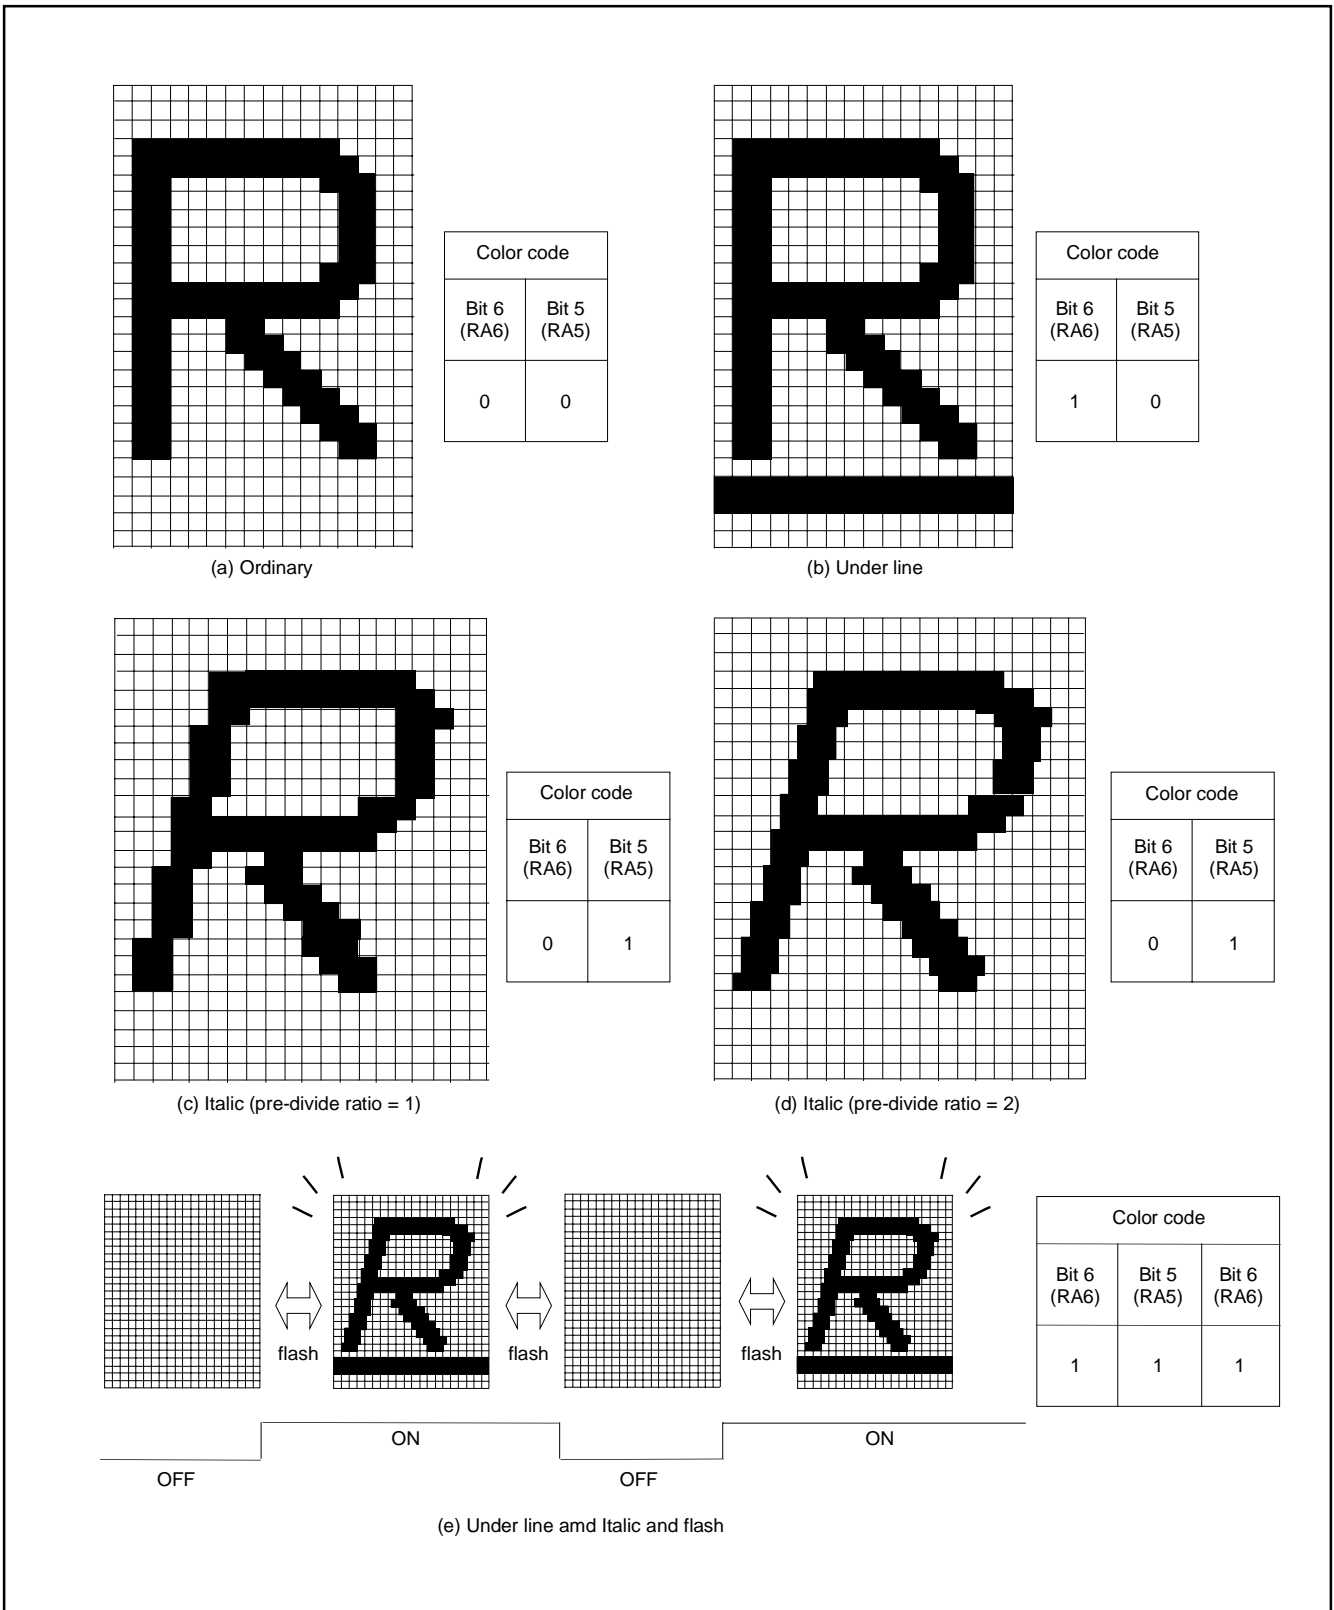 Color code
Bit 6 Bit 5
(RA6) (RA5)
0 0
(a) Ordinary
Color code
Bit 6 Bit 5
(RA6) (RA5)
1 0
(b) Under line
Color code
Bit 6 Bit 5
(RA6) (RA5)
0 1
(c) Italic (pre-divide ratio = 1)
Color code
Bit 6 Bit 5
(RA6) (RA5)
0 1
(d) Italic (pre-divide ratio = 2)
flash flash flash
Color code
Bit 6 Bit 5 Bit 6
(RA6) (RA5) (RA6)
1 1 1
ON ON
OFF OFF
(e) Under line amd Italic and flash